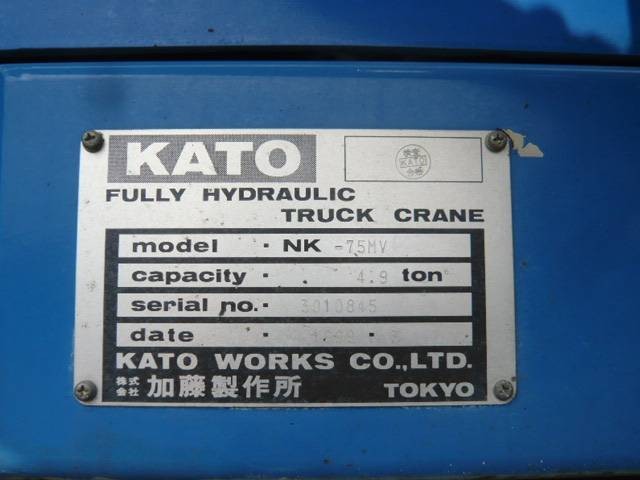 KATO
KATO
FULLY HYDRAULIC
TRUCK CRANE
model · NK -75MV
capacity · 4.9 ton
serial no. · 3010845
date ·
KATO WORKS CO.,LTD.
株式会社 加藤製作所 TOKYO